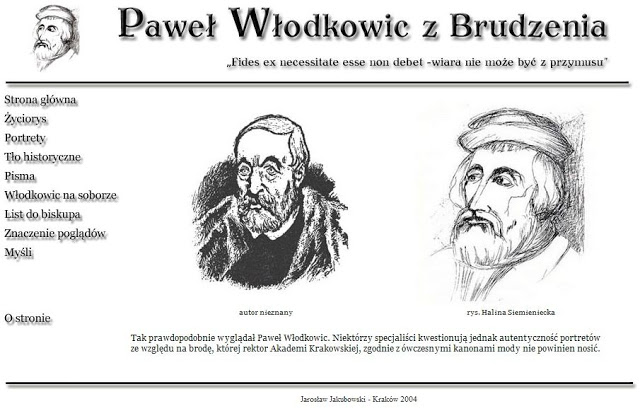 Paweł Włodkowic z Brudzenia
„Fides ex necessitate esse non debet -wiara nie może być z przymusu"
Strona główna
Życiorys
Portrety
Tło historyczne
Pisma
Włodkowic na soborze
List do biskupa
Znaczenie poglądów
Myśli
O stronie
autor nieznany
rys. Halina Siemieniecka
Tak prawdopodobnie wyglądał Paweł Włodkowic. Niektórzy specjaliści kwestionują jednak autentyczność portretów
ze względu na brodę, której rektor Akademi Krakowskiej, zgodnie z ówczesnymi kanonami mody nie powinien nosić.
Jarosław Jakubowski - Kraków 2004